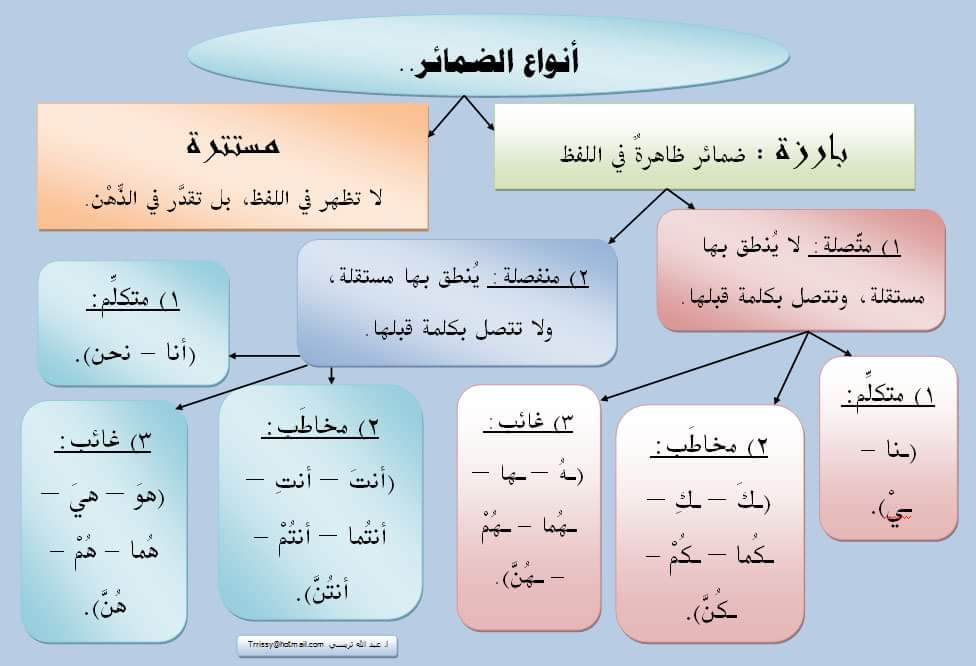 أنواع الضمائر..
بارزة : ضمائر ظاهرةٌ في اللفظ
مستترة
لا تظهر في اللفظ، بل تقدَّر في الذِّهْن.
١) متّصلة: لا يُنطق بها
مستقلة، وتتصل بكلمة قبلها.
٢) منفصلة: يُنطق بها مستقلة،
ولا تتصل بكلمة قبلها.
١) متكلِّم:
(ـنا –
ـيْ).
٢) مخاطَب:
(ـكَ – ـكِ –
ـكُما – ـكُمْ –
ـكُنَّ).
٣) غائب:
(ـهُ – ـها –
ـهُما – ـهُمْ
– ـهُنَّ).
١) متكلِّم:
(أنا – نحن).
٢) مخاطَب:
(أنتَ – أنتِ –
أنتُما – أنتُمْ –
أنتُنَّ).
٣) غائب:
(هوَ – هيَ –
هُما – هُمْ –
هُنَّ).
أ. عبد الله تريسي Trrissy@hotmail.com